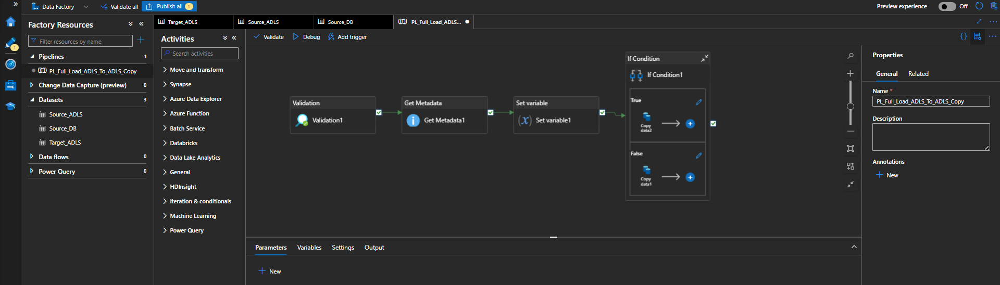 Data Factory
Validate all
Publish all 1
Preview experience
Off
1
Factory Resources
Filter resources by name
Pipelines 1
PL_Full_Load_ADLS_To_ADLS_Copy
Change Data Capture (preview) 0
Datasets 3
Source_ADLS
Source_DB
Target_ADLS
Data flows 0
Power Query 0
Target_ADLS
Source_ADLS
Source_DB
PL_Full_Load_ADLS...
Activities
Search activities
Move and transform
Synapse
Azure Data Explorer
Azure Function
Batch Service
Databricks
Data Lake Analytics
General
HDInsight
Iteration & conditionals
Machine Learning
Power Query
Validate
Debug
Add trigger
Validation
Validation1
Get Metadata
Get Metadata1
Set variable
(x) Set variable1
If Condition
If Condition1
True
Copy
data2
False
Copy
data1
Parameters
Variables
Settings
Output
New
Properties
General
Related
Name *
PL_Full_Load_ADLS_To_ADLS_Copy
Description
Annotations
New